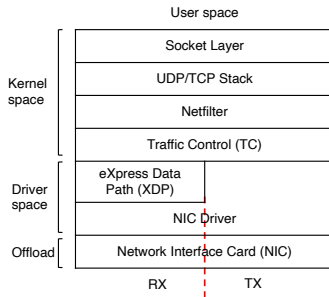 User space
Socket Layer
Kernel
space
UDP/TCP Stack
Netfilter
Traffic Control (TC)
eXpress Data
Path (XDP)
Driver
space
NIC Driver
Offload
Network Interface Card (NIC)
RX
TX